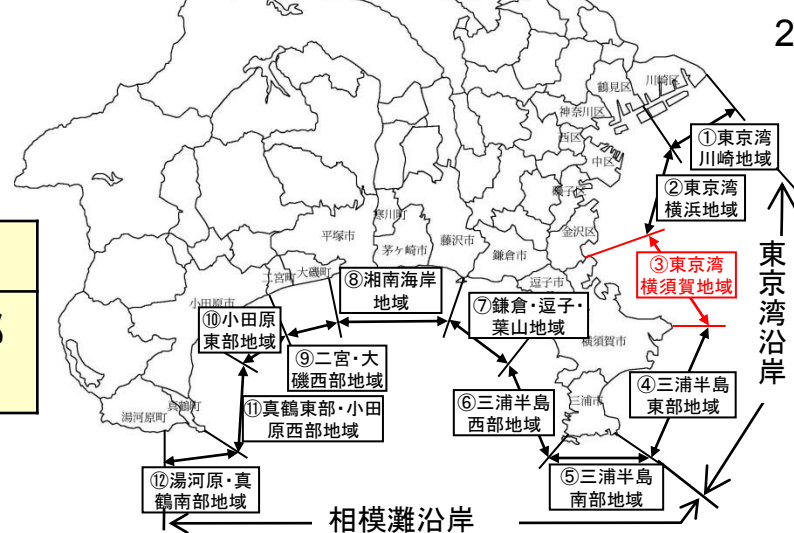 2
鶴見区
川崎区
神奈川区
西区
中区
磯子区
金沢区
①東京湾
川崎地域
②東京湾
横浜地域
③東京湾
横須賀地域
東京湾沿岸
寒川町
平塚市
茅ヶ崎市
藤沢市
鎌倉市
逗子市
二宮町
大磯町
小田原市
⑧湘南海岸
地域
⑦鎌倉・逗子・
葉山地域
⑩小田原
東部地域
⑨二宮・大
磯西部地域
横須賀市
三浦市
④三浦半島
東部地域
⑥三浦半島
西部地域
⑪真鶴東部・小田
原西部地域
真鶴町
湯河原町
⑤三浦半島
南部地域
⑫湯河原・真
鶴南部地域
相模灘沿岸